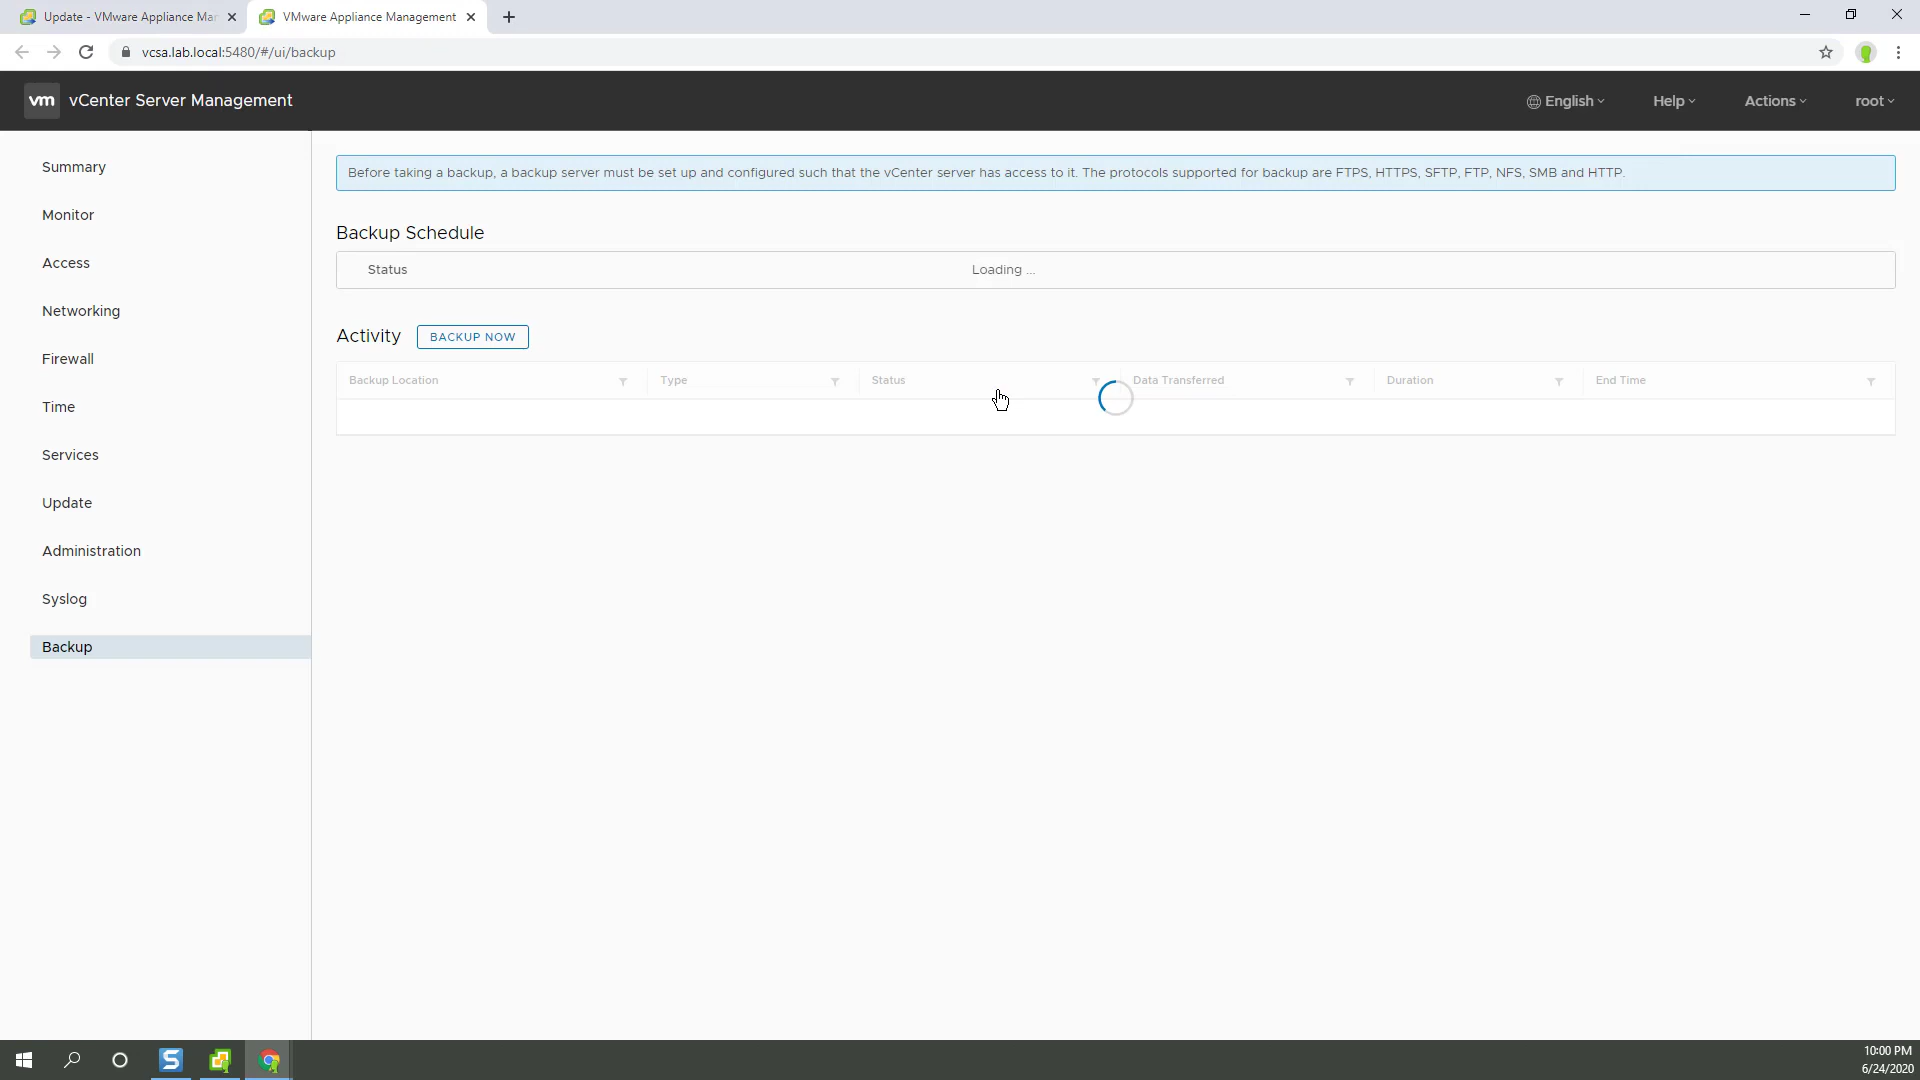 Update - VMware Appliance Mar
VMware Appliance Management
vcsa.lab.local:5480/#/ui/backup
vm vCenter Server Management
English
Help
Actions
root
Summary
Monitor
Access
Networking
Firewall
Time
Services
Update
Administration
Syslog
Backup
Before taking a backup, a backup server must be set up and configured such that the vCenter server has access to it. The protocols supported for backup are FTPS, HTTPS, SFTP, FTP, NFS, SMB and HTTP.
Backup Schedule
Status Loading ...
Activity BACKUP NOW
Backup Location Type Status Data Transferred Duration End Time
10:00 PM
6/24/2020